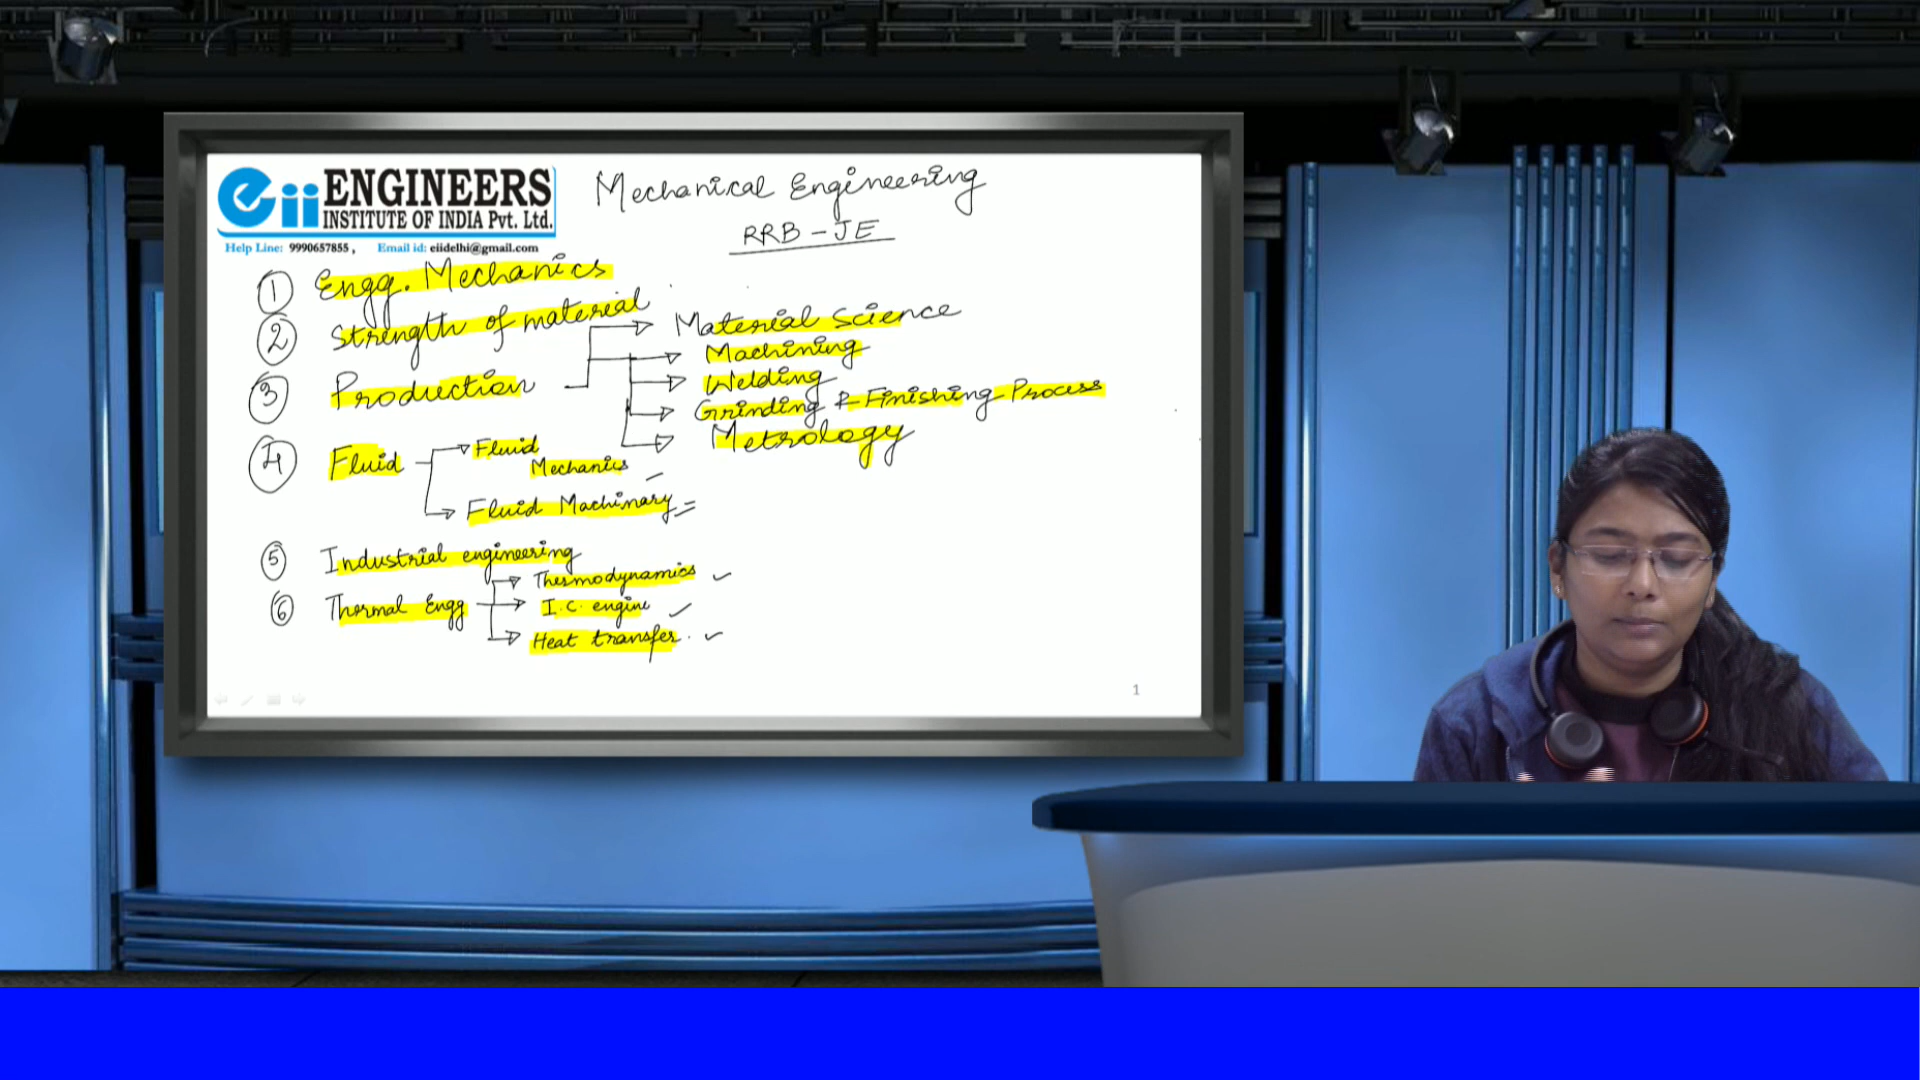 eii ENGINEERS
INSTITUTE OF INDIA Pvt. Ltd.
Help Line: 9990657855 , Email id: eiidelhi@gmail.com
Mechanical Engineering
RRB - JE
1 Engg. Mechanics
2 Strength of material
3 Production
Material Science
Machining
Welding
Grinding & Finishing Process
Metrology
4 Fluid
Fluid
Mechanics
Fluid Machinary
5 Industrial engineering
6 Thermal Engg
Thermodynamics
I.C. engine
Heat transfer.
1